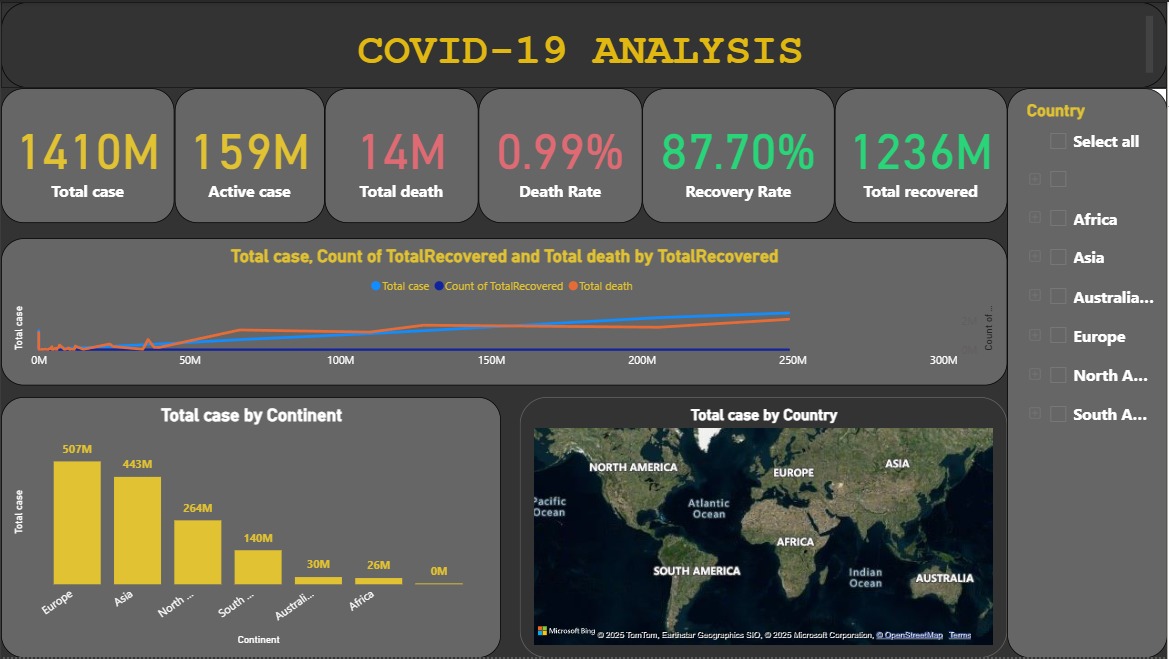 COVID-19 ANALYSIS
1410M
Total case
159M
Active case
14M
Total death
0.99%
Death Rate
87.70%
Recovery Rate
1236M
Total recovered
Country
Select all
Africa
Asia
Australia...
Europe
North A...
South A...
Total case, Count of TotalRecovered and Total death by TotalRecovered
Total case Count of TotalRecovered Total death
Total case
Count of ...
0M 50M 100M 150M 200M 250M 300M
Total case by Continent
Total case
507M
443M
264M
140M
30M
26M
0M
Europe
Asia
North ...
South ...
Australi...
Africa
Continent
Total case by Country
NORTH AMERICA
EUROPE
ASIA
Pacific
Ocean
Atlantic
Ocean
AFRICA
SOUTH AMERICA
Indian
Ocean
AUSTRALIA
Microsoft Bing
© 2025 TomTom, Earthstar Geographics SIO, © 2025 Microsoft Corporation, © OpenStreetMap Terms